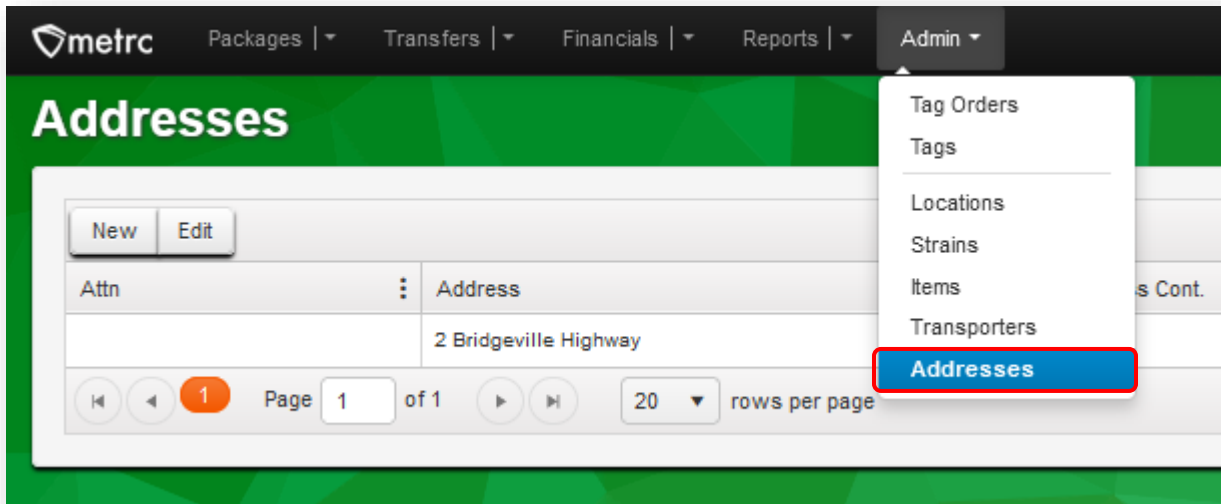 metrc Packages | Transfers | Financials | Reports | Admin
Addresses
Tag Orders
Tags
Locations
Strains
Items
Transporters
Addresses
New Edit
Attn Address s Cont.
2 Bridgeville Highway
1 Page 1 of 1 20 rows per page